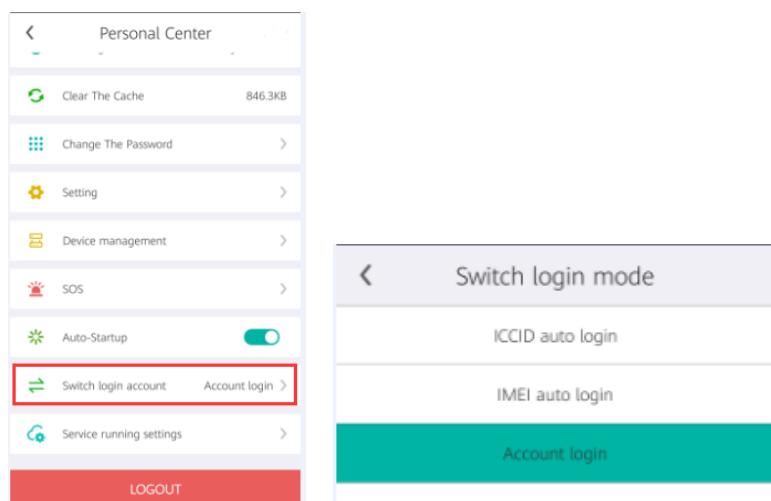 Personal Center
Clear The Cache 846.3KB
Change The Password
Setting
Device management
SOS
Auto-Startup
Switch login account Account login
Service running settings
LOGOUT
Switch login mode
ICCID auto login
IMEI auto login
Account login